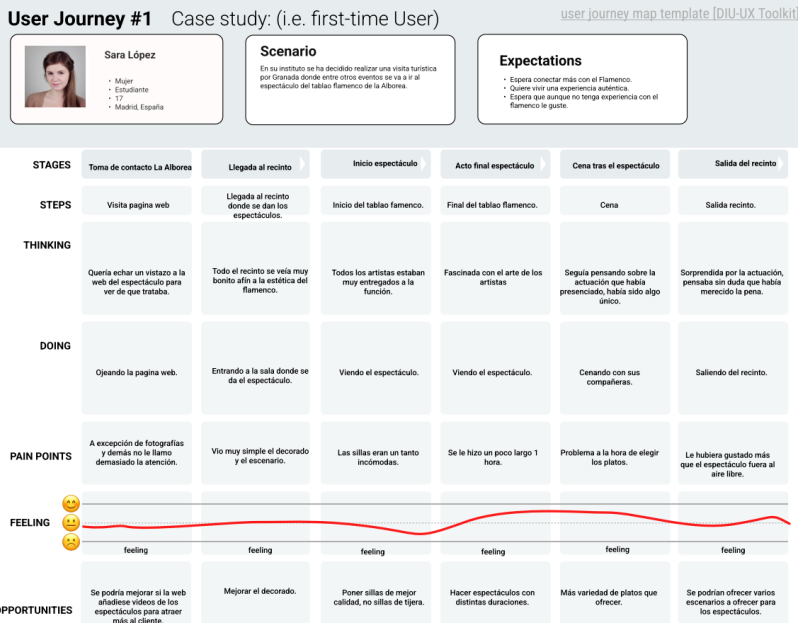 User Journey #1 Case study: (i.e. first-time User)
user journey map template [DIU-UX Toolkit]
Sara López
• Mujer
• Estudiante
• 17
• Madrid, España
Scenario
En su instituto se ha decidido realizar una visita turística
por Granada donde entre otros eventos se va a ir al
espectáculo del tablao flamenco de la Alborea.
Expectations
• Espera conectar más con el Flamenco.
• Quiere vivir una experiencia auténtica.
• Espera que aunque no tenga experiencia con el
flamenco le guste.
STAGES
Toma de contacto La Alborea
Llegada al recinto
Inicio espectáculo
Acto final espectáculo
Cena tras el espectáculo
Salida del recinto
STEPS
Visita pagina web
Llegada al recinto
donde se dan los
espectáculos.
Inicio del tablao famenco.
Final del tablao flamenco.
Cena
Salida recinto.
THINKING
Quería echar un vistazo a la
web del espectáculo para
ver de que trataba.
Todo el recinto se veía muy
bonito afín a la estética del
flamenco.
Todos los artistas estaban
muy entregados a la
función.
Fascinada con el arte de los
artistas
Seguía pensando sobre la
actuación que había
presenciado, había sido algo
único.
Sorprendida por la actuación,
pensaba sin duda que había
merecido la pena.
DOING
Ojeando la pagina web.
Entrando a la sala donde se
da el espectáculo.
Viendo el espectáculo.
Viendo el espectáculo.
Cenando con sus
compañeras.
Saliendo del recinto.
PAIN POINTS
A excepción de fotografías
y demás no le llamo
demasiado la atención.
Vio muy simple el decorado
y el escenario.
Las sillas eran un tanto
incómodas.
Se le hizo un poco largo 1
hora.
Problema a la hora de elegir
los platos.
Le hubiera gustado más
que el espectáculo fuera al
aire libre.
FEELING
feeling
feeling
feeling
feeling
feeling
feeling
OPPORTUNITIES
Se podría mejorar si la web
añadiese videos de los
espectáculos para atraer
más al cliente.
Mejorar el decorado.
Poner sillas de mejor
calidad, no sillas de tijera.
Hacer espectáculos con
distintas duraciones.
Más variedad de platos que
ofrecer.
Se podrían ofrecer varios
escenarios a ofrecer para
los espectáculos.